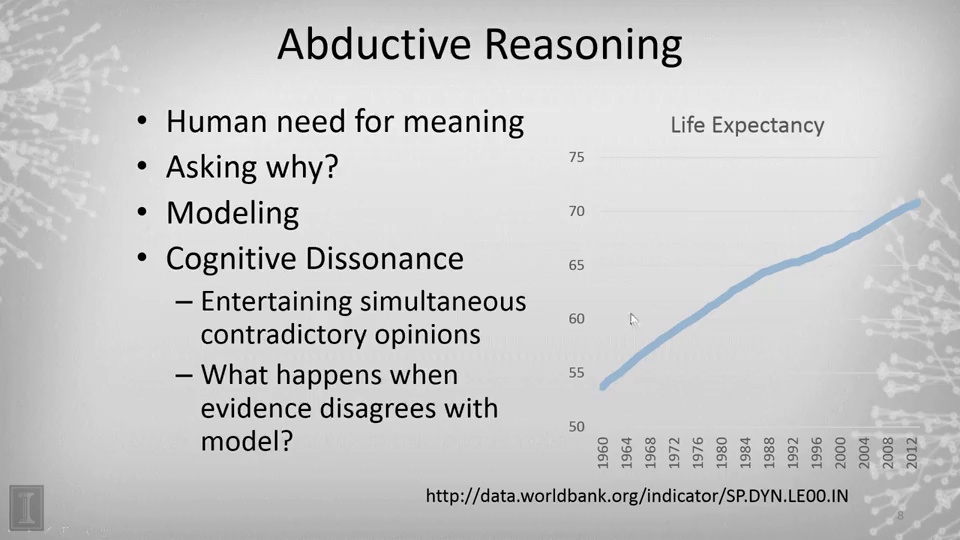 Abductive Reasoning
• Human need for meaning
• Asking why?
• Modeling
• Cognitive Dissonance
– Entertaining simultaneous
contradictory opinions
– What happens when
evidence disagrees with
model?
Life Expectancy
75
70
65
60
55
50
1960
1964
1968
1972
1976
1980
1984
1988
1992
1996
2000
2004
2008
2012
http://data.worldbank.org/indicator/SP.DYN.LE00.IN
I
8